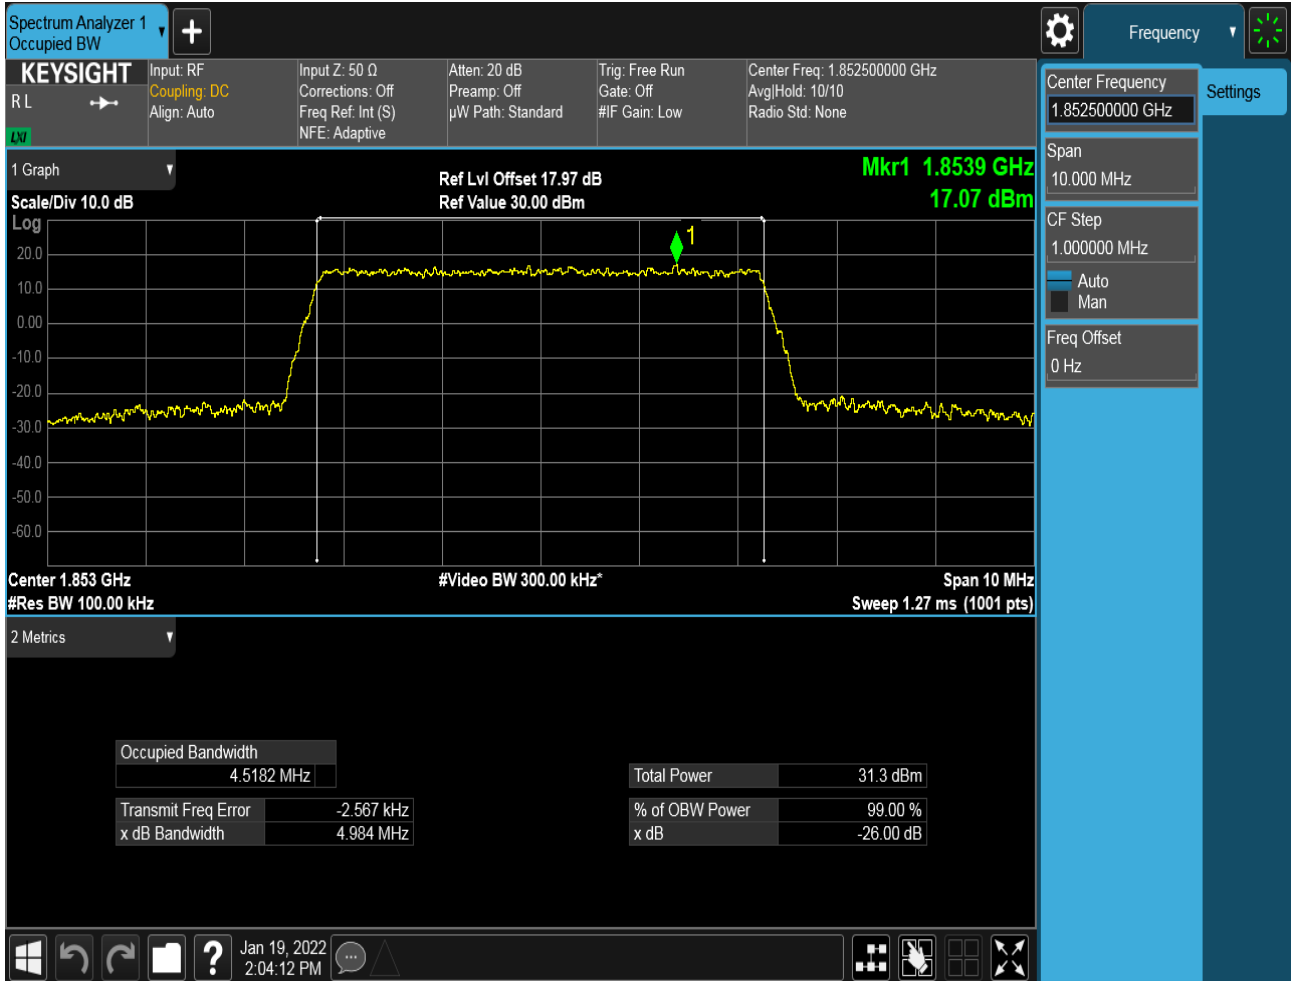 Spectrum Analyzer 1
Occupied BW
Frequency
KEYSIGHT
R L
LXI
Input: RF
Coupling: DC
Align: Auto
Input Z: 50 Ω
Corrections: Off
Freq Ref: Int (S)
NFE: Adaptive
Atten: 20 dB
Preamp: Off
µW Path: Standard
Trig: Free Run
Gate: Off
#IF Gain: Low
Center Freq: 1.852500000 GHz
Avg|Hold: 10/10
Radio Std: None
Center Frequency
1.852500000 GHz
Settings
Span
10.000 MHz
CF Step
1.000000 MHz
Auto
Man
Freq Offset
0 Hz
1 Graph
Scale/Div 10.0 dB
Ref Lvl Offset 17.97 dB
Ref Value 30.00 dBm
Mkr1 1.8539 GHz
17.07 dBm
Log
1
20.0
10.0
0.00
-10.0
-20.0
-30.0
-40.0
-50.0
-60.0
Center 1.853 GHz
#Video BW 300.00 kHz*
Span 10 MHz
#Res BW 100.00 kHz
Sweep 1.27 ms (1001 pts)
2 Metrics
Occupied Bandwidth
4.5182 MHz
Total Power 31.3 dBm
Transmit Freq Error -2.567 kHz
% of OBW Power 99.00 %
x dB Bandwidth 4.984 MHz
x dB -26.00 dB
?
Jan 19, 2022
2:04:12 PM